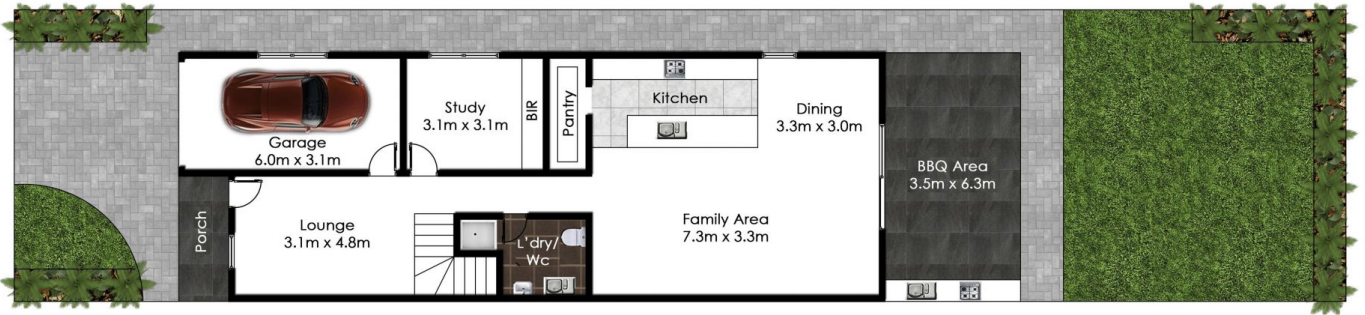 Garage
6.0m x 3.1m
Study
3.1m x 3.1m
BIR
Pantry
Kitchen
Dining
3.3m x 3.0m
BBQ Area
3.5m x 6.3m
Porch
Lounge
3.1m x 4.8m
L'dry/
Wc
Family Area
7.3m x 3.3m